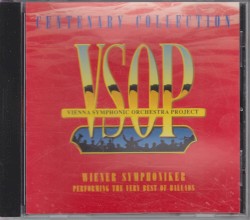 CENTENARY COLLECTION
VSOP
VIENNA SYMPHONIC ORCHESTRA PROJECT
WIENER SYMPHONIKER
PERFORMING THE VERY BEST OF BALLADS